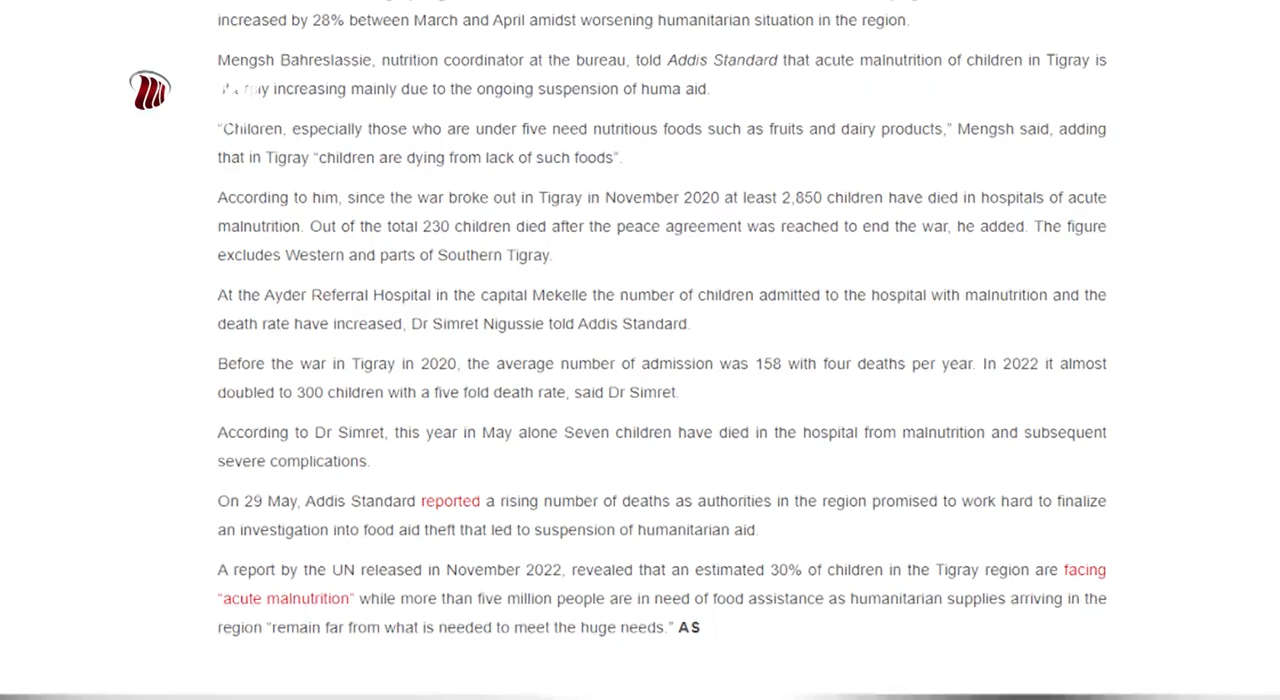 increased by 28% between March and April amidst worsening humanitarian situation in the region.
Mengsh Bahreslassie, nutrition coordinator at the bureau, told Addis Standard that acute malnutrition of children in Tigray is
increasing mainly due to the ongoing suspension of huma aid.
“Children, especially those who are under five need nutritious foods such as fruits and dairy products,” Mengsh said, adding
that in Tigray “children are dying from lack of such foods”.
According to him, since the war broke out in Tigray in November 2020 at least 2,850 children have died in hospitals of acute
malnutrition. Out of the total 230 children died after the peace agreement was reached to end the war, he added. The figure
excludes Western and parts of Southern Tigray.
At the Ayder Referral Hospital in the capital Mekelle the number of children admitted to the hospital with malnutrition and the
death rate have increased, Dr Simret Nigussie told Addis Standard.
Before the war in Tigray in 2020, the average number of admission was 158 with four deaths per year. In 2022 it almost
doubled to 300 children with a five fold death rate, said Dr Simret.
According to Dr Simret, this year in May alone Seven children have died in the hospital from malnutrition and subsequent
severe complications.
On 29 May, Addis Standard reported a rising number of deaths as authorities in the region promised to work hard to finalize
an investigation into food aid theft that led to suspension of humanitarian aid.
A report by the UN released in November 2022, revealed that an estimated 30% of children in the Tigray region are facing
“acute malnutrition” while more than five million people are in need of food assistance as humanitarian supplies arriving in the
region “remain far from what is needed to meet the huge needs.” AS